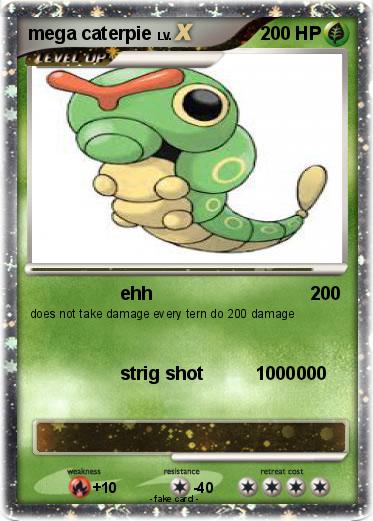 mega caterpie LV. X 200 HP
LEVEL UP
ehh 200
does not take damage every tern do 200 damage
strig shot 1000000
weakness resistance retreat cost
+10 -40
- fake card -